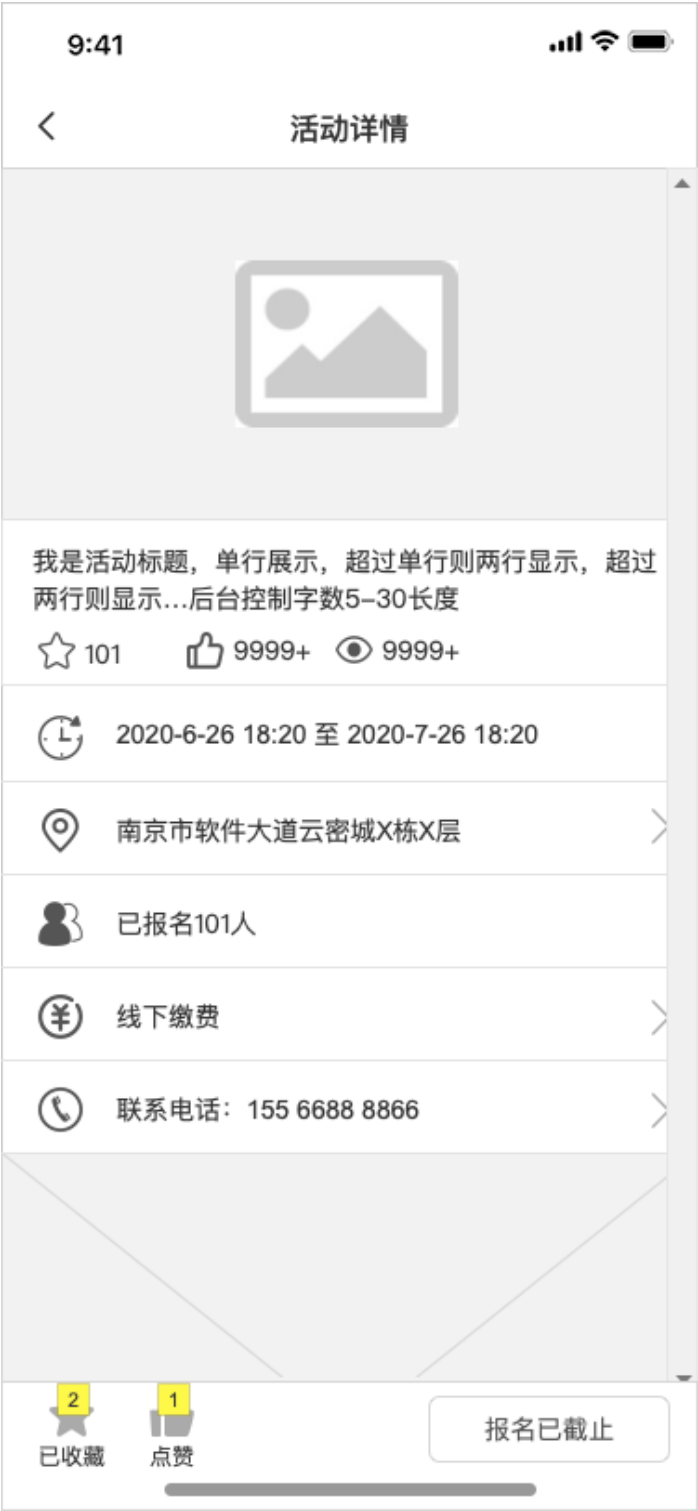 9:41
活动详情
我是活动标题，单行展示，超过单行则两行显示，超过
两行则显示...后台控制字数5–30长度
101 9999+ 9999+
2020-6-26 18:20 至 2020-7-26 18:20
南京市软件大道云密城X栋X层
已报名101人
线下缴费
联系电话：155 6688 8866
2 1
已收藏 点赞
报名已截止